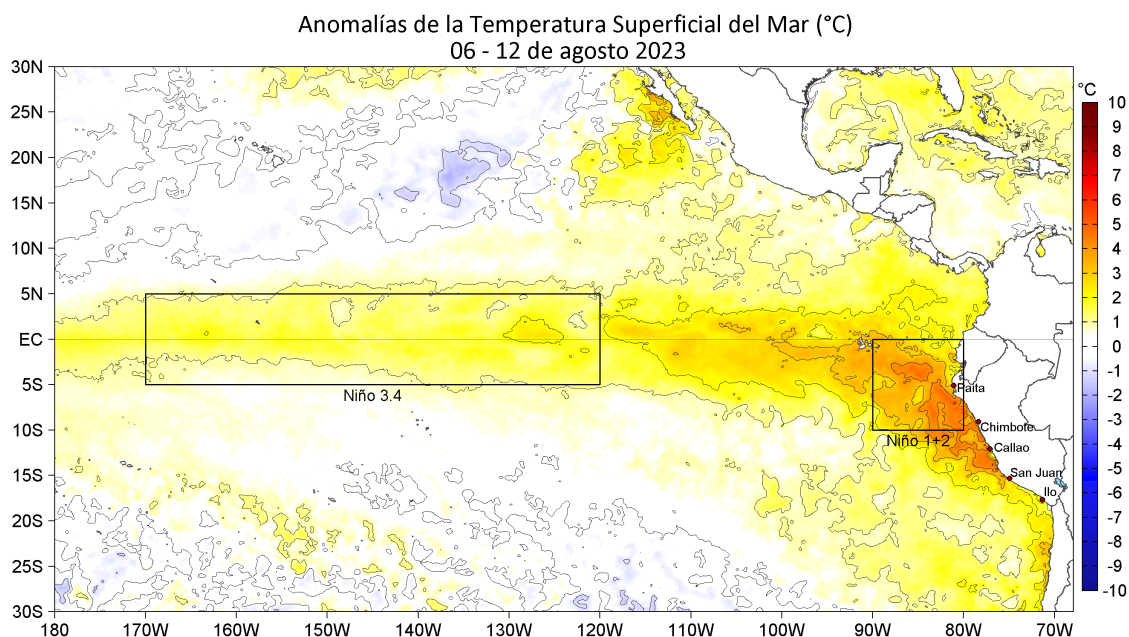 Anomalías de la Temperatura Superficial del Mar (°C)
06 - 12 de agosto 2023
30N
25N
20N
15N
10N
5N
EC
5S
10S
15S
20S
25S
30S
180
170W
160W
150W
140W
130W
120W
110W
100W
90W
80W
70W
Niño 3.4
Niño 1+2
Paita
Chimbote
Callao
San Juan
Ilo
°C
10
9
8
7
6
5
4
3
2
1
0
-1
-2
-3
-4
-5
-6
-7
-8
-9
-10